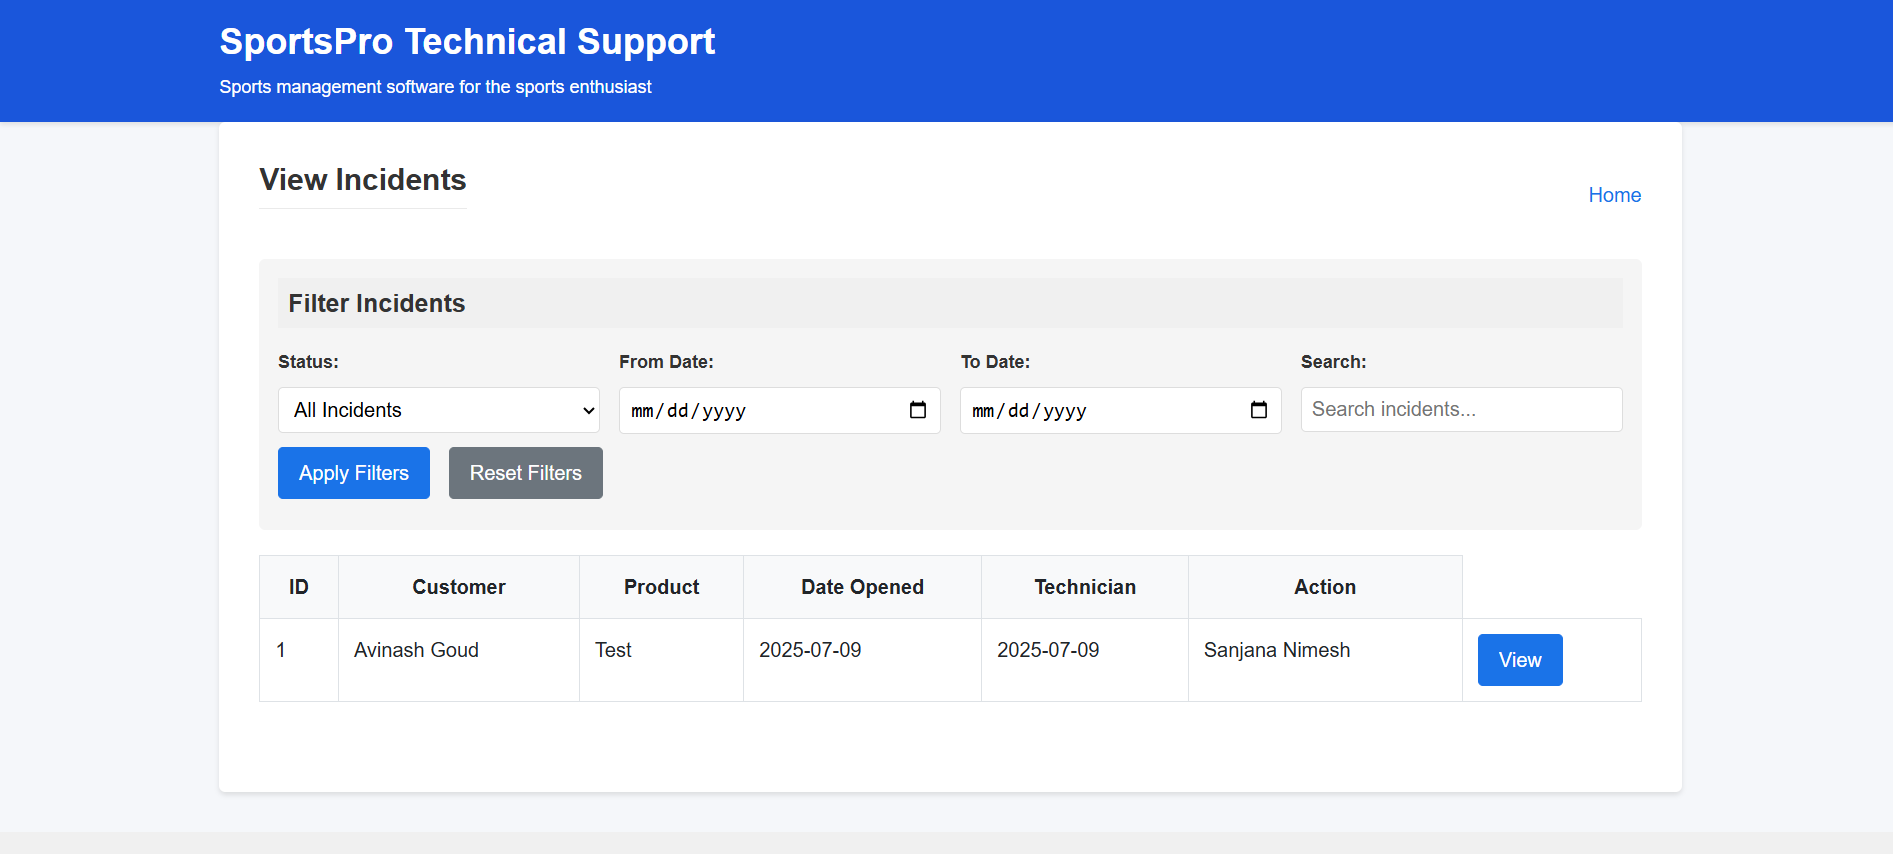 SportsPro Technical Support
Sports management software for the sports enthusiast
View Incidents
Home
Filter Incidents
Status: From Date: To Date: Search:
All Incidents mm/dd/yyyy mm/dd/yyyy Search incidents...
Apply Filters Reset Filters
ID Customer Product Date Opened Technician Action
1 Avinash Goud Test 2025-07-09 2025-07-09 Sanjana Nimesh View